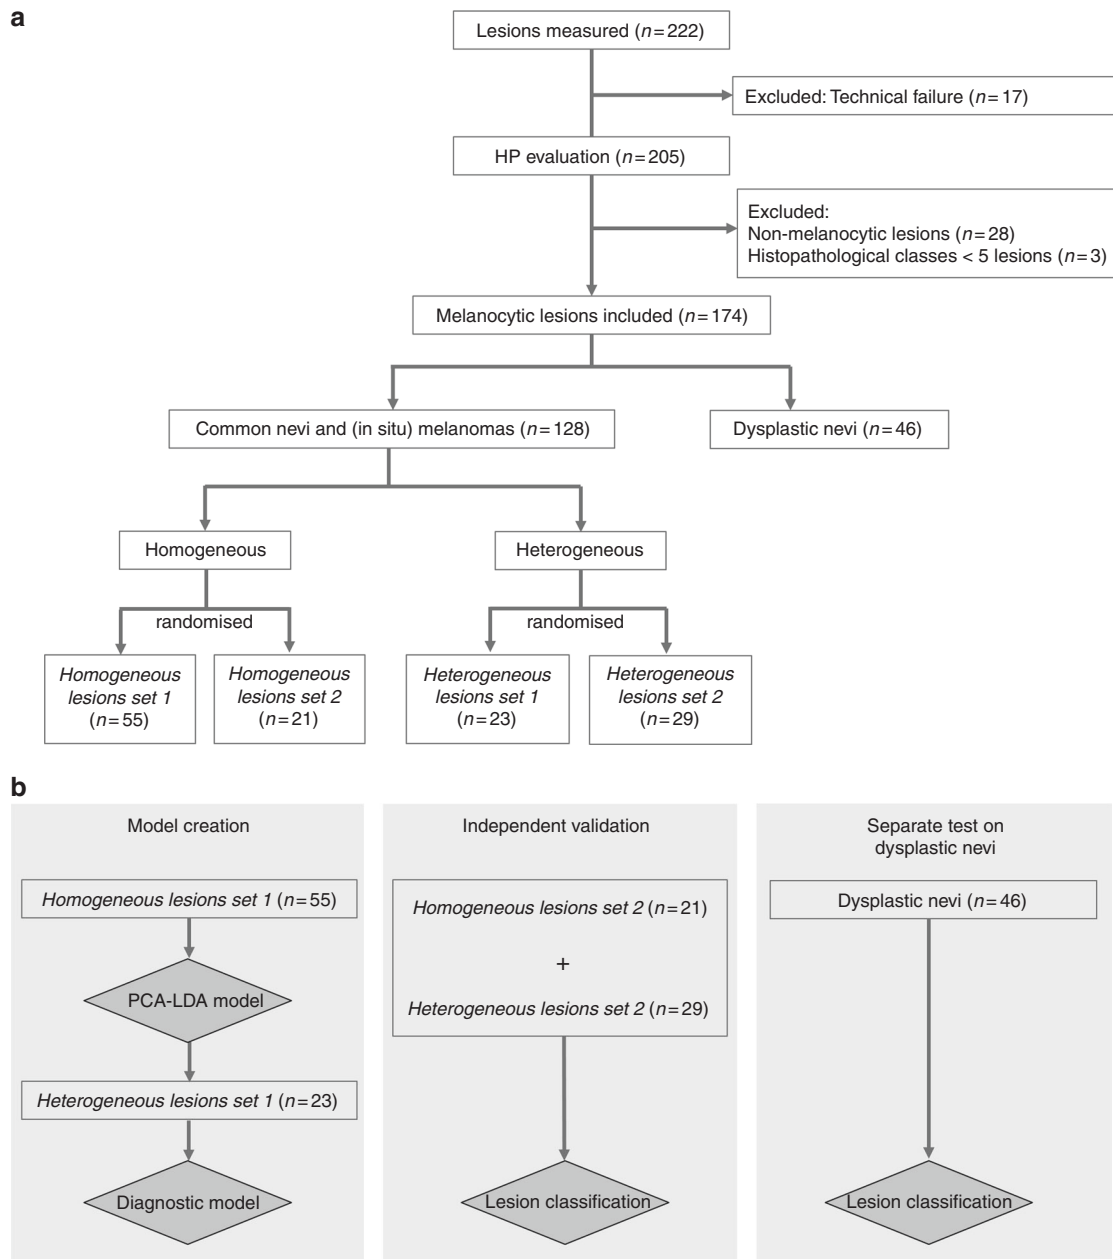 a
Lesions measured (n=222)
Excluded: Technical failure (n=17)
HP evaluation (n=205)
Excluded:
Non-melanocytic lesions (n=28)
Histopathological classes < 5 lesions (n=3)
Melanocytic lesions included (n=174)
Common nevi and (in situ) melanomas (n=128)
Dysplastic nevi (n=46)
Homogeneous
Heterogeneous
randomised
randomised
Homogeneous
lesions set 1
(n=55)
Homogeneous
lesions set 2
(n=21)
Heterogeneous
lesions set 1
(n=23)
Heterogeneous
lesions set 2
(n=29)
b
Model creation
Homogeneous lesions set 1 (n=55)
PCA-LDA model
Heterogeneous lesions set 1 (n=23)
Diagnostic model
Independent validation
Homogeneous lesions set 2 (n=21)
+
Heterogeneous lesions set 2 (n=29)
Lesion classification
Separate test on
dysplastic nevi
Dysplastic nevi (n=46)
Lesion classification